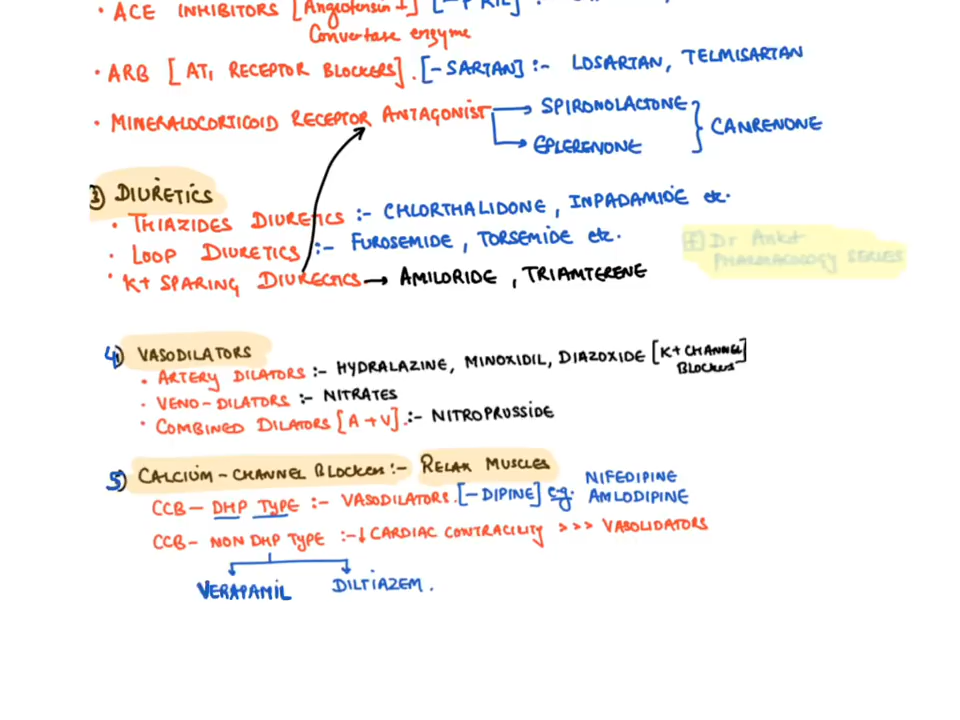 • ACE INHIBITORS [Angiotensin I] [-PRIL] :-
Convertase enzyme
• ARB [AT1 RECEPTOR BLOCKERS]. [-SARTAN] :- LOSARTAN, TELMISARTAN
• MINERALOCORTICOID RECEPTOR ANTAGONIST → SPIRONOLACTONE
→ EPLERENONE
} CANRENONE
3) DIURETICS
• THIAZIDES DIURETICS :- CHLORTHALIDONE, INPADAMIDE etc.
• LOOP DIURETICS :- FUROSEMIDE, TORSEMIDE etc.
• K+ SPARING DIURECTICS → AMILORIDE, TRIAMTERENE
Dr Ankit
PHARMACOLOGY SERIES
4) VASODILATORS
• ARTERY DILATORS :- HYDRALAZINE, MINOXIDIL, DIAZOXIDE [K+ CHANNEL]
BLOCKERS
• VENO-DILATORS :- NITRATES
• COMBINED DILATORS [A+V]. :- NITROPRUSSIDE
5) CALCIUM-CHANNEL BLOCKERS :- RELAX MUSCLES
CCB- DHP TYPE :- VASODILATORS. [-DIPINE] eg. NIFEDIPINE
AMLODIPINE
CCB- NON DHP TYPE :- ↓ CARDIAC CONTRACILITY >>> VASOLIDATORS
VERAPAMIL DILTIAZEM.